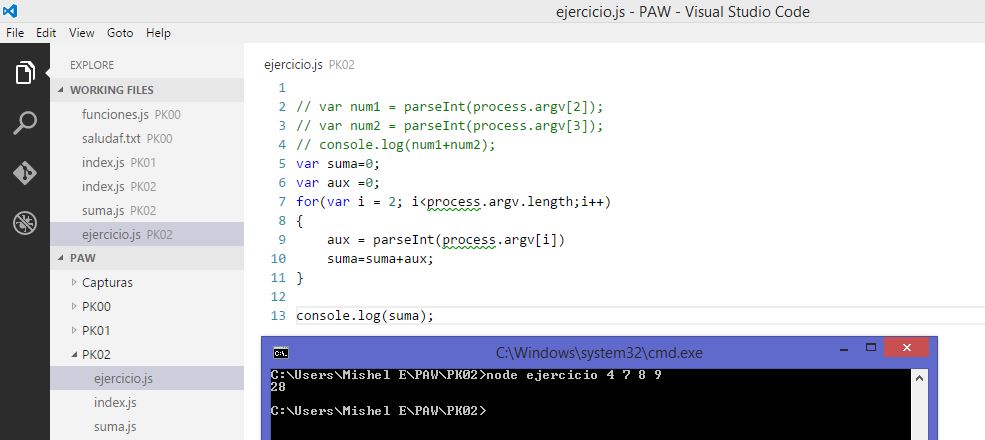 ejercicio.js - PAW - Visual Studio Code
File Edit View Goto Help
EXPLORE
WORKING FILES
funciones.js PK00
saludaf.txt PK00
index.js PK01
index.js PK02
suma.js PK02
ejercicio.js PK02
PAW
Capturas
PK00
PK01
PK02
ejercicio.js
index.js
suma.js
ejercicio.js PK02
1
2 // var num1 = parseInt(process.argv[2]);
3 // var num2 = parseInt(process.argv[3]);
4 // console.log(num1+num2);
5 var suma=0;
6 var aux =0;
7 for(var i = 2; i<process.argv.length;i++)
8 {
9 aux = parseInt(process.argv[i])
10 suma=suma+aux;
11 }
12
13 console.log(suma);
C:\Windows\system32\cmd.exe
C:\Users\Mishel E\PAW\PK02>node ejercicio 4 7 8 9
28
C:\Users\Mishel E\PAW\PK02>